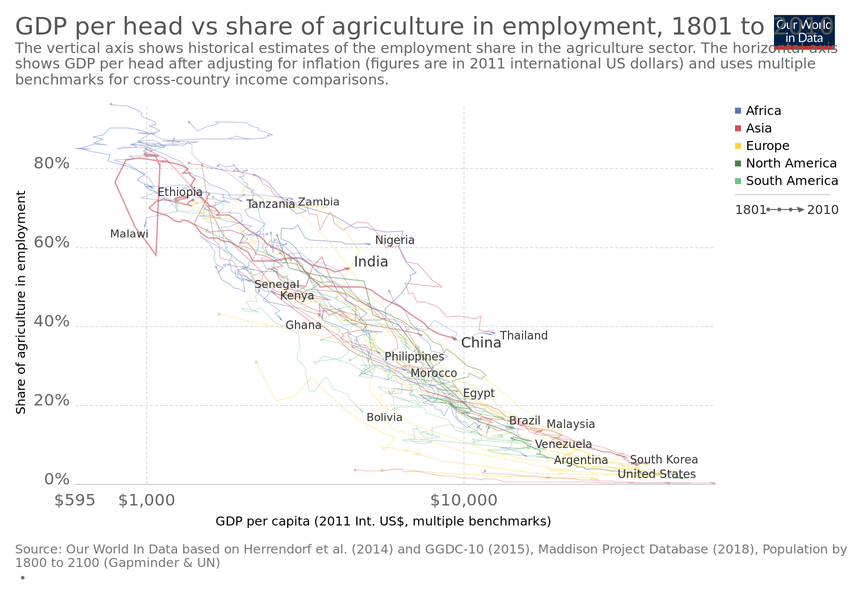 GDP per head vs share of agriculture in employment, 1801 to 2010
Our World
in Data
The vertical axis shows historical estimates of the employment share in the agriculture sector. The horizontal axis
shows GDP per head after adjusting for inflation (figures are in 2011 international US dollars) and uses multiple
benchmarks for cross-country income comparisons.
Africa
Asia
Europe
North America
South America
1801 2010
80%
60%
40%
20%
0%
Share of agriculture in employment
Ethiopia
Tanzania Zambia
Malawi
Nigeria
India
Senegal
Kenya
Ghana
Thailand
China
Philippines
Morocco
Egypt
Bolivia
Brazil Malaysia
Venezuela
Argentina
South Korea
United States
$595 $1,000 $10,000
GDP per capita (2011 Int. US$, multiple benchmarks)
Source: Our World In Data based on Herrendorf et al. (2014) and GGDC-10 (2015), Maddison Project Database (2018), Population by
1800 to 2100 (Gapminder & UN)
•